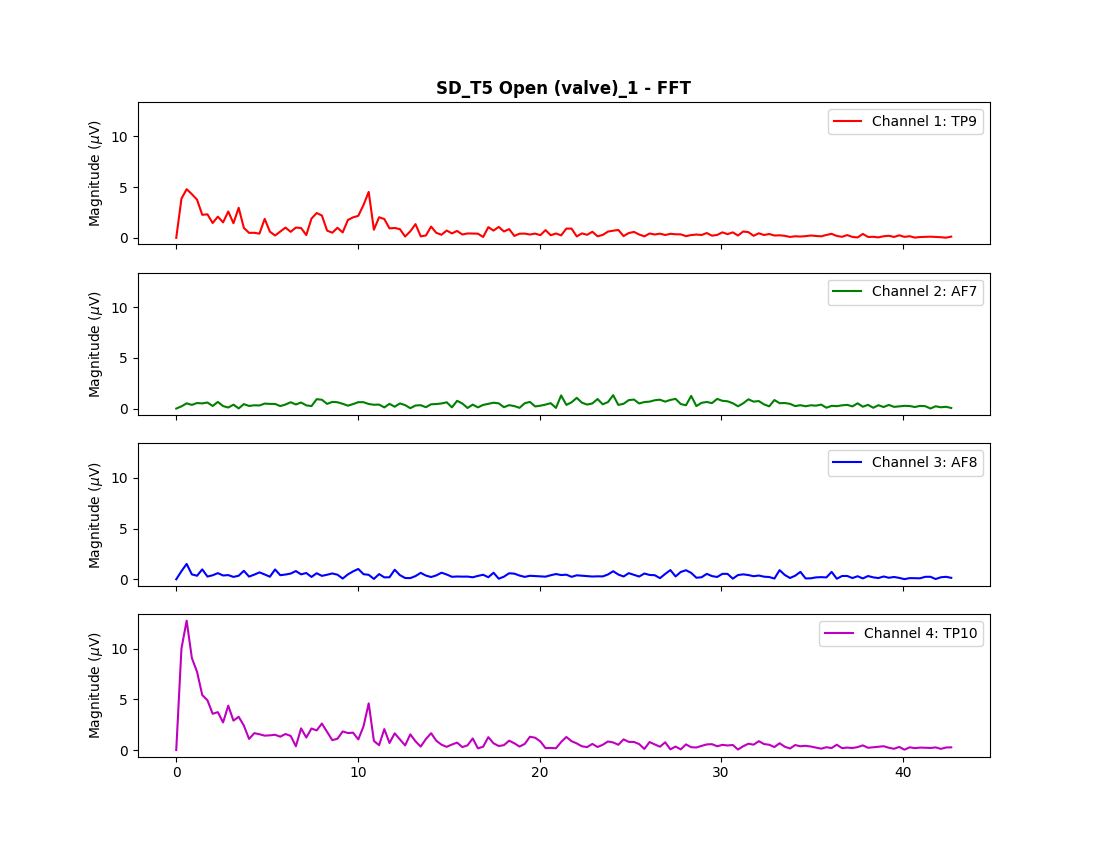 SD_T5 Open (valve)_1 - FFT
Magnitude (μV)
10
5
0
Channel 1: TP9
Magnitude (μV)
10
5
0
Channel 2: AF7
Magnitude (μV)
10
5
0
Channel 3: AF8
Magnitude (μV)
10
5
0
Channel 4: TP10
0 10 20 30 40